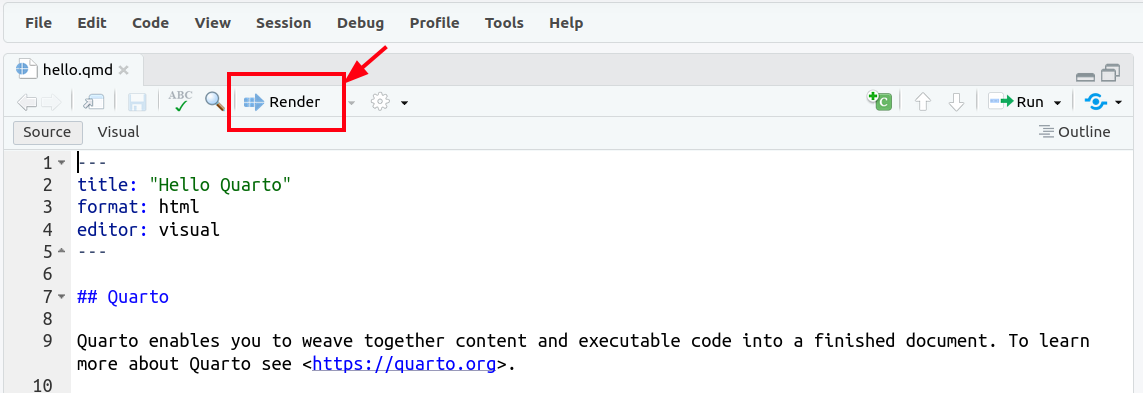 File Edit Code View Session Debug Profile Tools Help
hello.qmd
ABC Render C Run
Source Visual Outline
1 ---
2 title: "Hello Quarto"
3 format: html
4 editor: visual
5 ---
6
7 ## Quarto
8
9 Quarto enables you to weave together content and executable code into a finished document. To learn
more about Quarto see <https://quarto.org>.
10